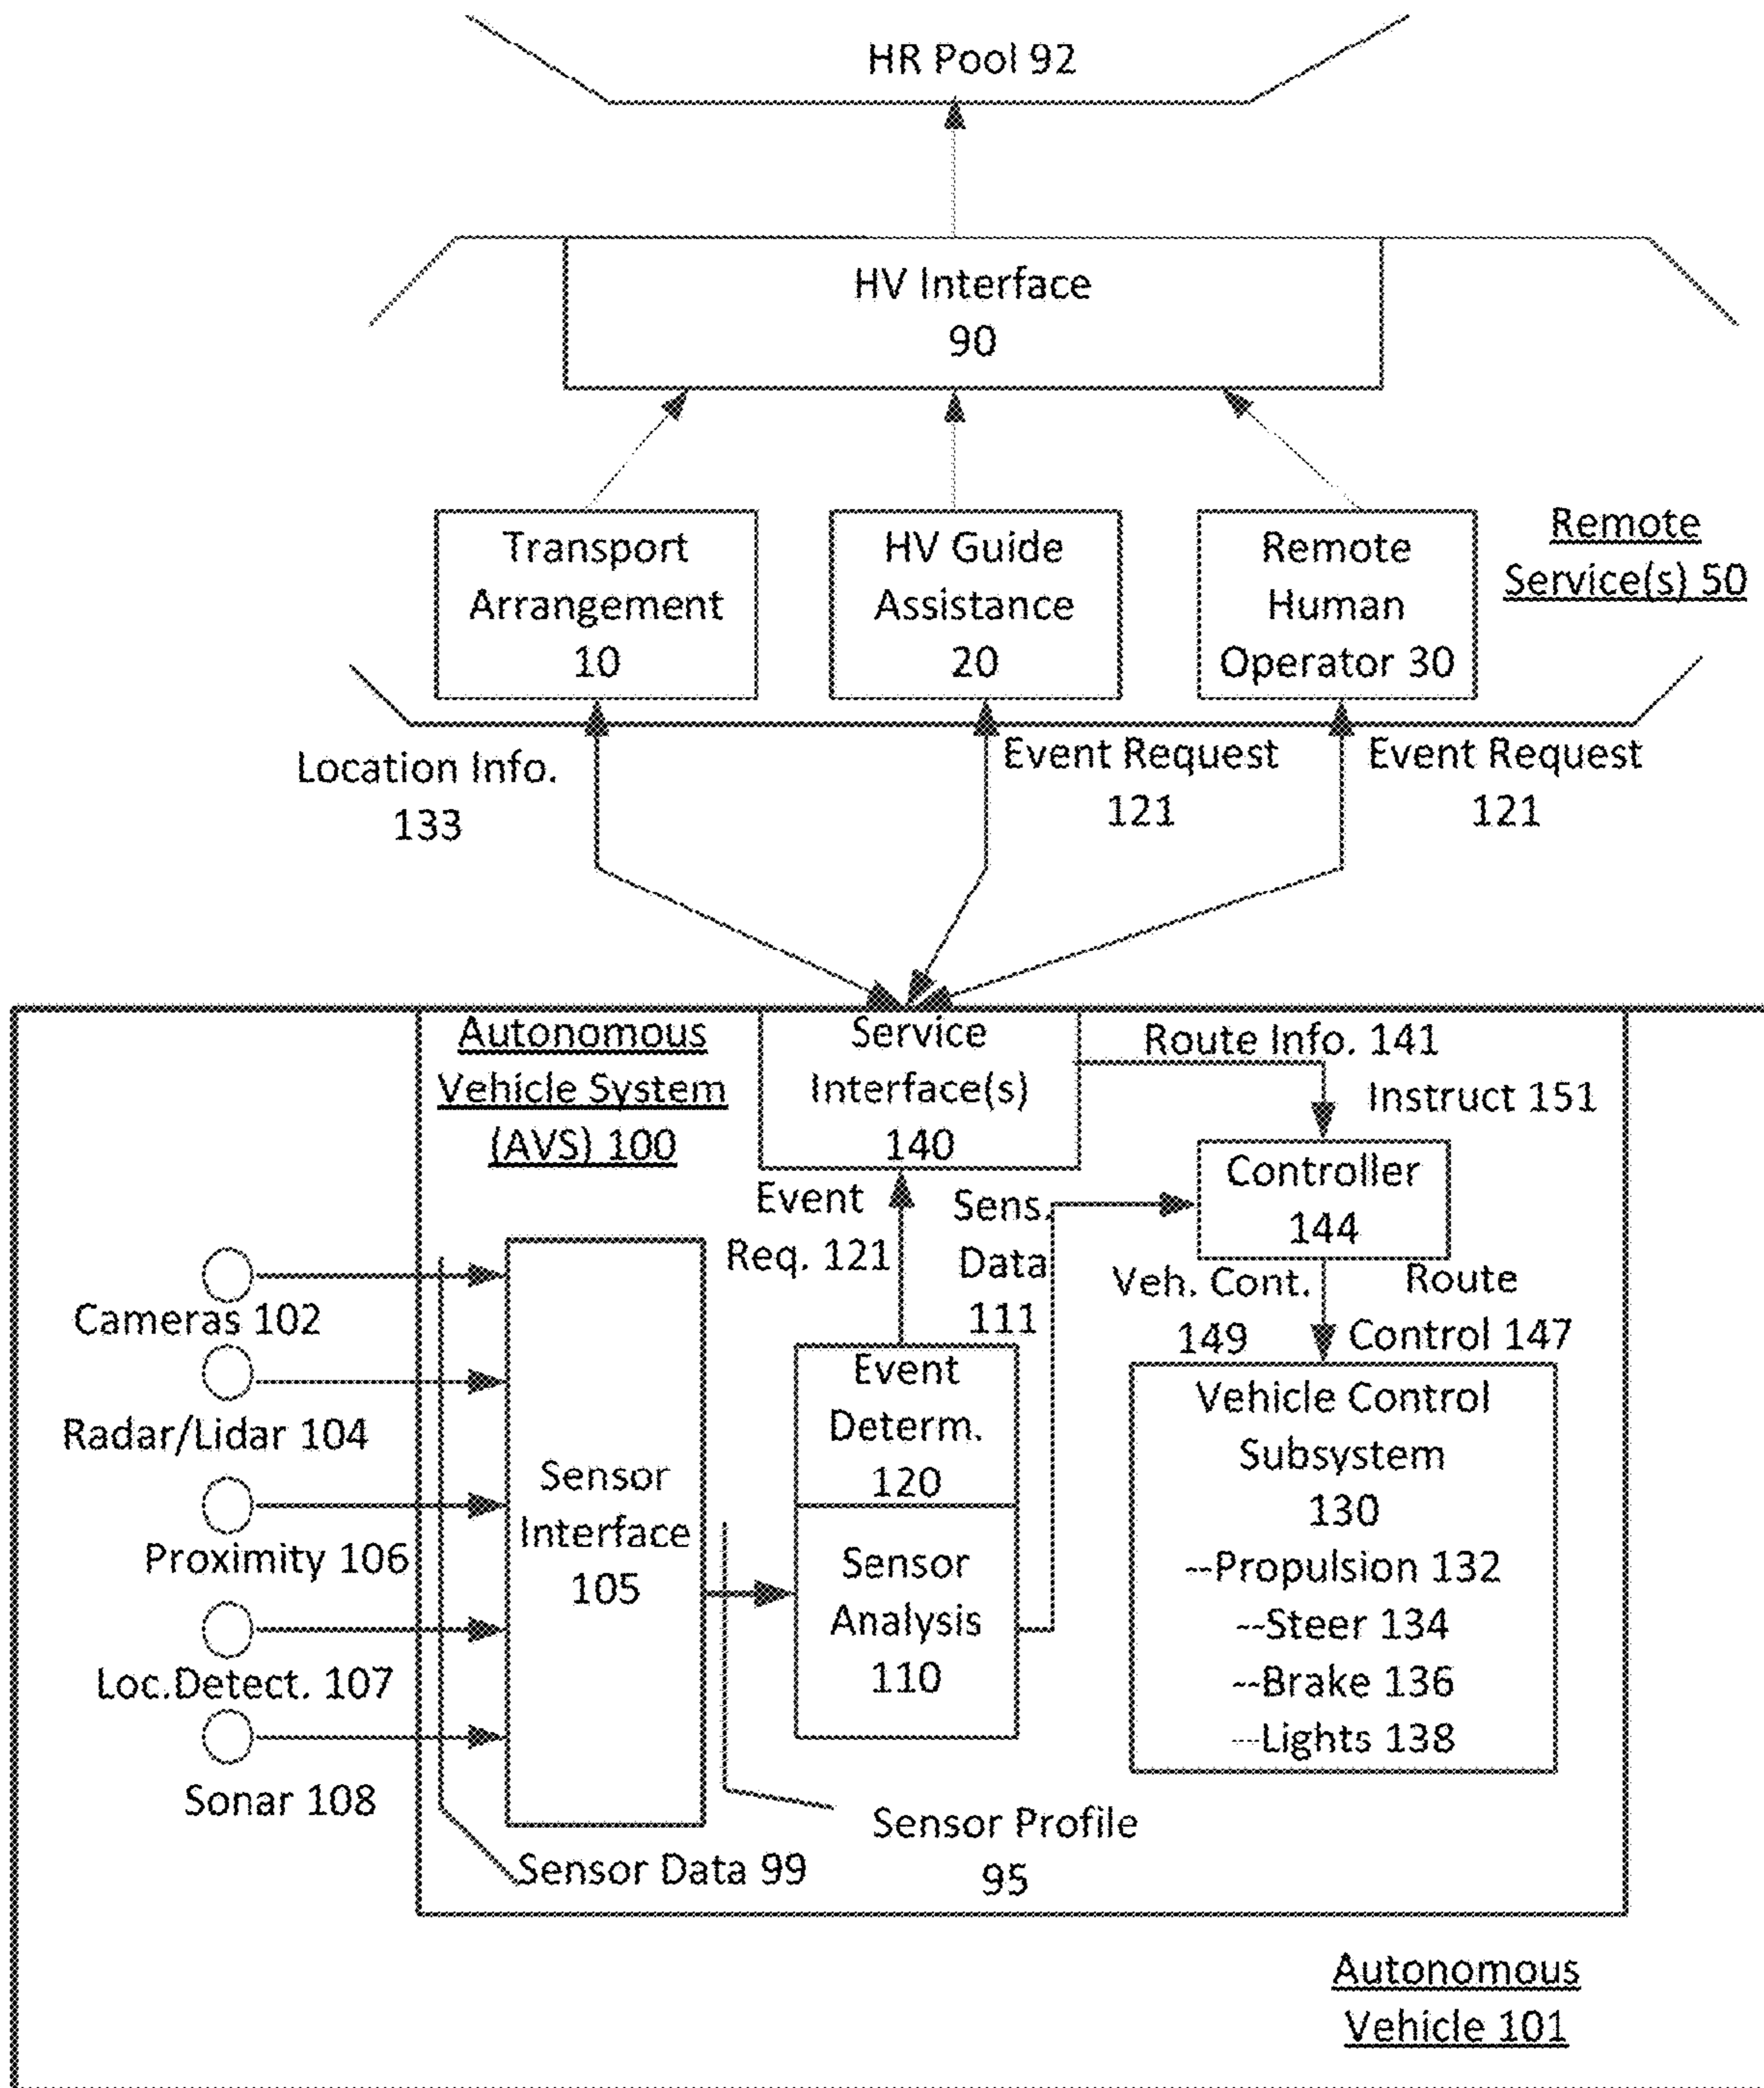 HR Pool 92
HV Interface
90
Transport
Arrangement
10
HV Guide
Assistance
20
Remote
Human
Operator 30
Remote
Service(s) 50
Location Info.
133
Event Request
121
Event Request
121
Autonomous
Vehicle System
(AVS) 100
Service
Interface(s)
140
Route Info. 141
Instruct 151
Controller
144
Event
Req. 121
Sens.
Data
111
Veh. Cont.
149
Route
Control 147
Cameras 102
Radar/Lidar 104
Proximity 106
Loc.Detect. 107
Sonar 108
Sensor
Interface
105
Event
Determ.
120
Sensor
Analysis
110
Vehicle Control
Subsystem
130
--Propulsion 132
--Steer 134
--Brake 136
--Lights 138
Sensor Data 99
Sensor Profile
95
Autonomous
Vehicle 101